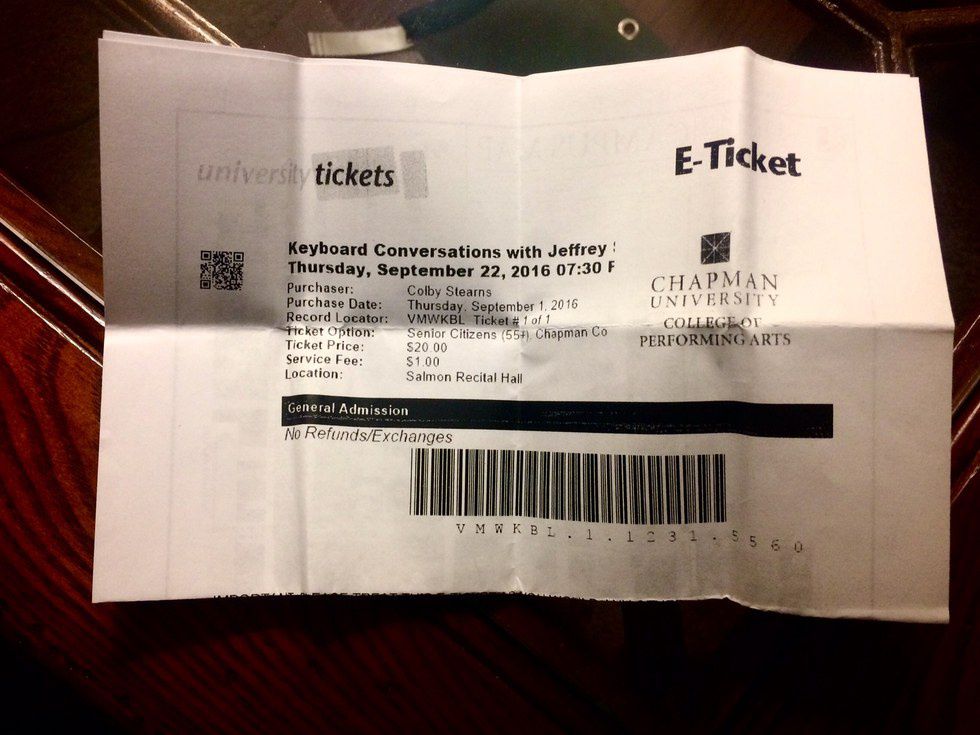 university tickets
E-Ticket
Keyboard Conversations with Jeffrey
Thursday, September 22, 2016 07:30
Purchaser: Colby Stearns
Purchase Date: Thursday, September 1, 2016
Record Locator: VMWKBL Ticket # 1 of 1
Ticket Option: Senior Citizens (55+), Chapman Co
Ticket Price: $20.00
Service Fee: $1.00
Location: Salmon Recital Hall
CHAPMAN
UNIVERSITY
COLLEGE OF
PERFORMING ARTS
General Admission
No Refunds/Exchanges
VMWKBL.1.1231.5560